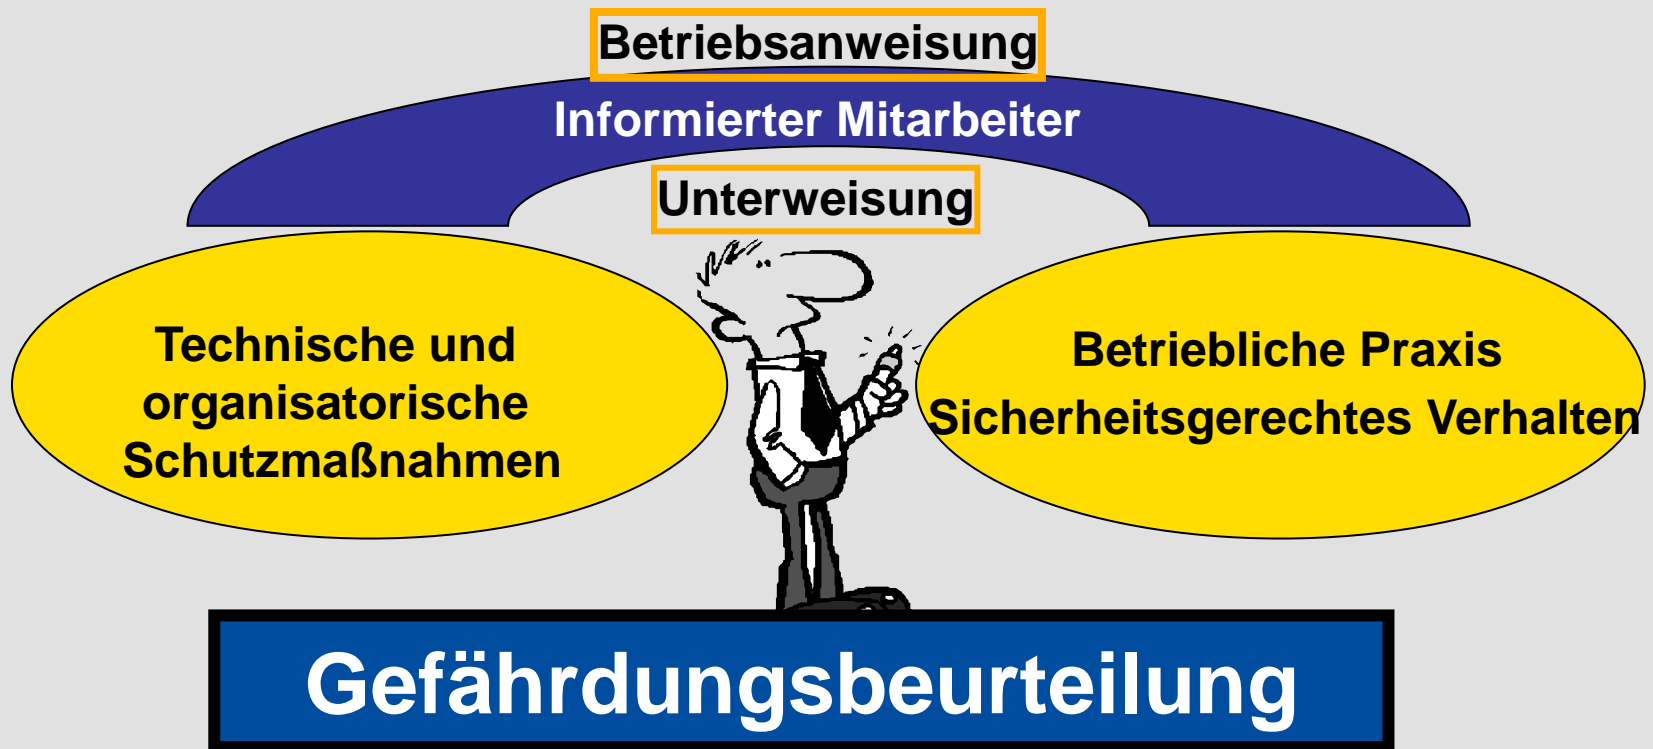 Betriebsanweisung
Informierter Mitarbeiter
Unterweisung
Technische und
organisatorische
Schutzmaßnahmen
Betriebliche Praxis
Sicherheitsgerechtes Verhalten
Gefährdungsbeurteilung